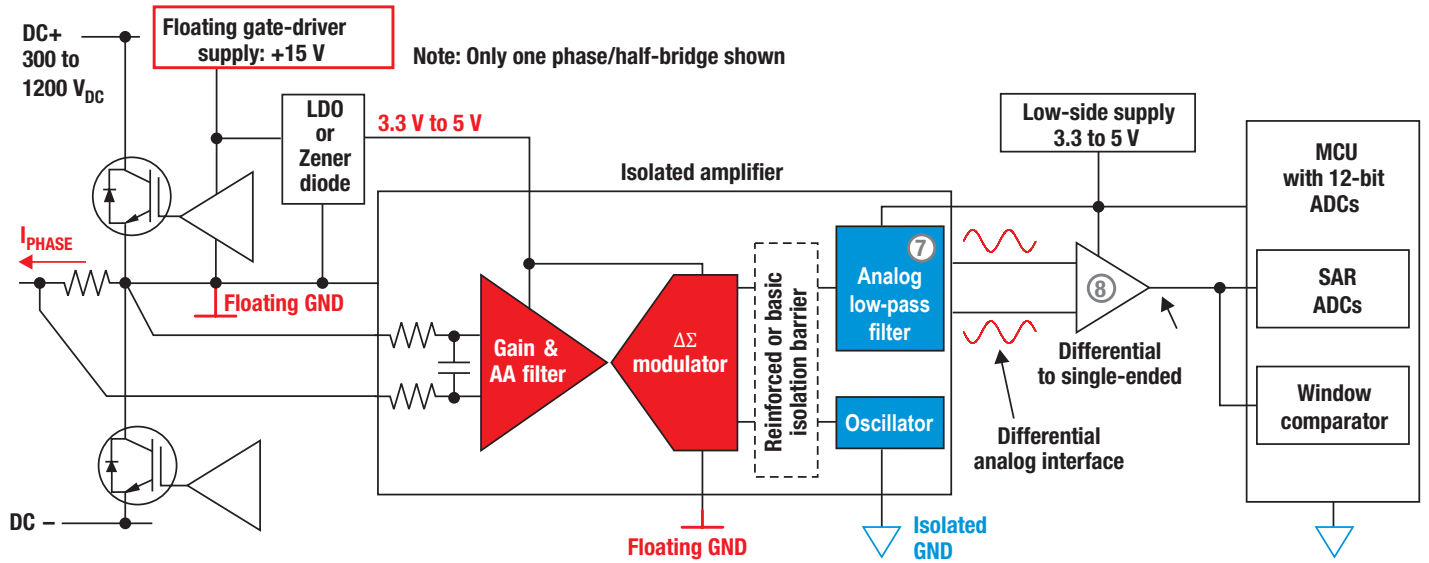 DC+
300 to
1200 VDC
Floating gate-driver
supply: +15 V
Note: Only one phase/half-bridge shown
LDO
or
Zener
diode
3.3 V to 5 V
Low-side supply
3.3 to 5 V
MCU
with 12-bit
ADCs
Isolated amplifier
IPHASE
Floating GND
Gain &
AA filter
ΔΣ
modulator
Reinforced or basic
isolation barrier
7
Analog
low-pass
filter
Oscillator
8
Differential
to single-ended
Differential
analog interface
SAR
ADCs
Window
comparator
DC −
Floating GND
Isolated
GND